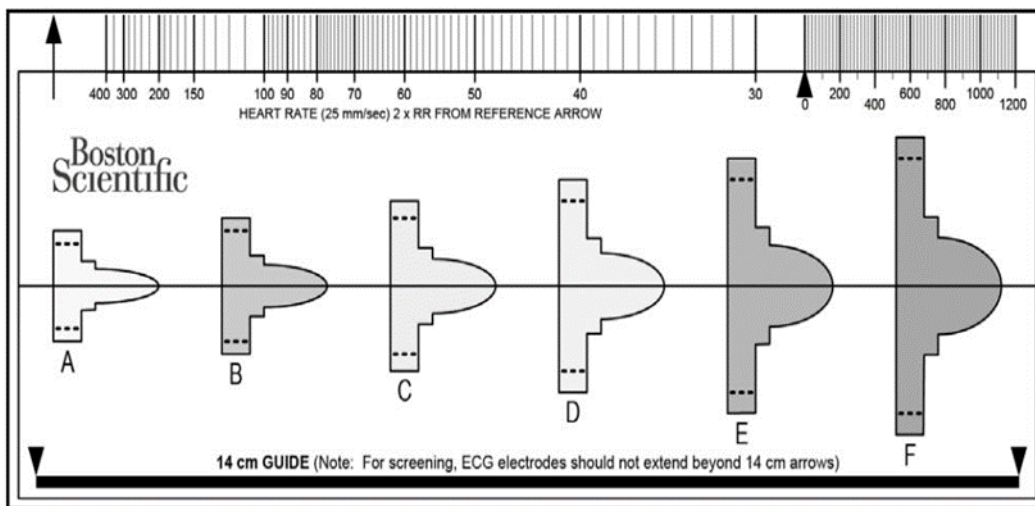 400 300 200 150 100 90 80 70 60 50 40 30 0 200 400 600 800 1000 1200
HEART RATE (25 mm/sec) 2 x RR FROM REFERENCE ARROW
Boston
Scientific
A
B
C
D
E
F
14 cm GUIDE (Note: For screening, ECG electrodes should not extend beyond 14 cm arrows)